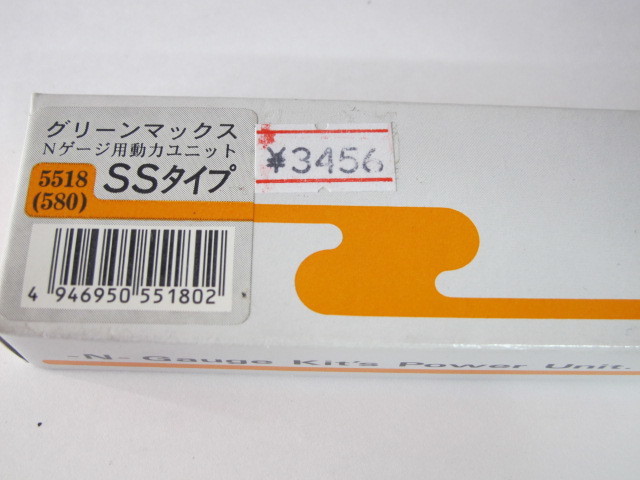 グリーンマックス
Nゲージ用動力ユニット
5518
(580)
SSタイプ
¥3456
4 946950 551802
-N- Gauge Kit's Power Unit.